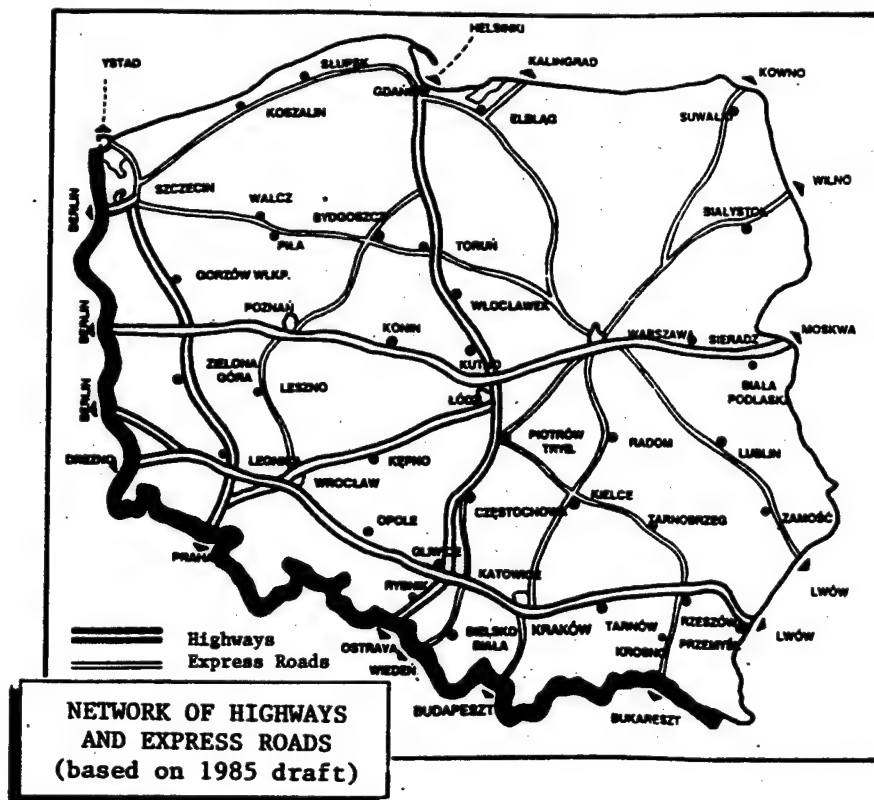 HELSINKI
YSTAD
SŁUPSK
KALINGRAD
KOWNO
GDAŃSK
KOSZALIN
ELBLĄG
SUWAŁKI
WILNO
SZCZECIN
BERLIN
WAŁCZ
BYDGOSZCZ
BIAŁYSTOK
PIŁA
TORUŃ
GORZÓW WLKP.
WŁOCŁAWEK
POZNAŃ
BERLIN
KONIN
WARSZAWA
SIERADZ
MOSKWA
ZIELONA
GÓRA
KUTNO
LESZNO
BIAŁA
PODLASKA
ŁÓDŹ
BERLIN
PIOTRÓW
TRYB.
RADOM
LUBLIN
DREZNO
LEGNICA
KĘPNO
WROCŁAW
CZĘSTOCHOWA
KIELCE
ZAMOŚĆ
OPOLE
TARNOBRZEG
PRAHA
GLIWICE
KATOWICE
RYBNIK
LWÓW
Highways
OSTRAVA
BIELSKO
BIAŁA
KRAKÓW
TARNÓW
RZESZÓW
LWÓW
PRZEMYŚL
KROSNO
Express Roads
WIEDEŃ
BUDAPESZT
BUKARESZT
NETWORK OF HIGHWAYS
AND EXPRESS ROADS
(based on 1985 draft)